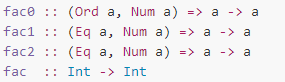 fac0 :: (Ord a, Num a) => a -> a
fac1 :: (Eq a, Num a) => a -> a
fac2 :: (Eq a, Num a) => a -> a
fac  :: Int -> Int